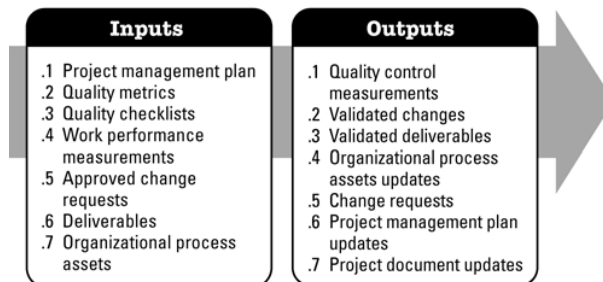 Inputs
.1 Project management plan
.2 Quality metrics
.3 Quality checklists
.4 Work performance
measurements
.5 Approved change
requests
.6 Deliverables
.7 Organizational process
assets
Outputs
.1 Quality control
measurements
.2 Validated changes
.3 Validated deliverables
.4 Organizational process
assets updates
.5 Change requests
.6 Project management plan
updates
.7 Project document updates